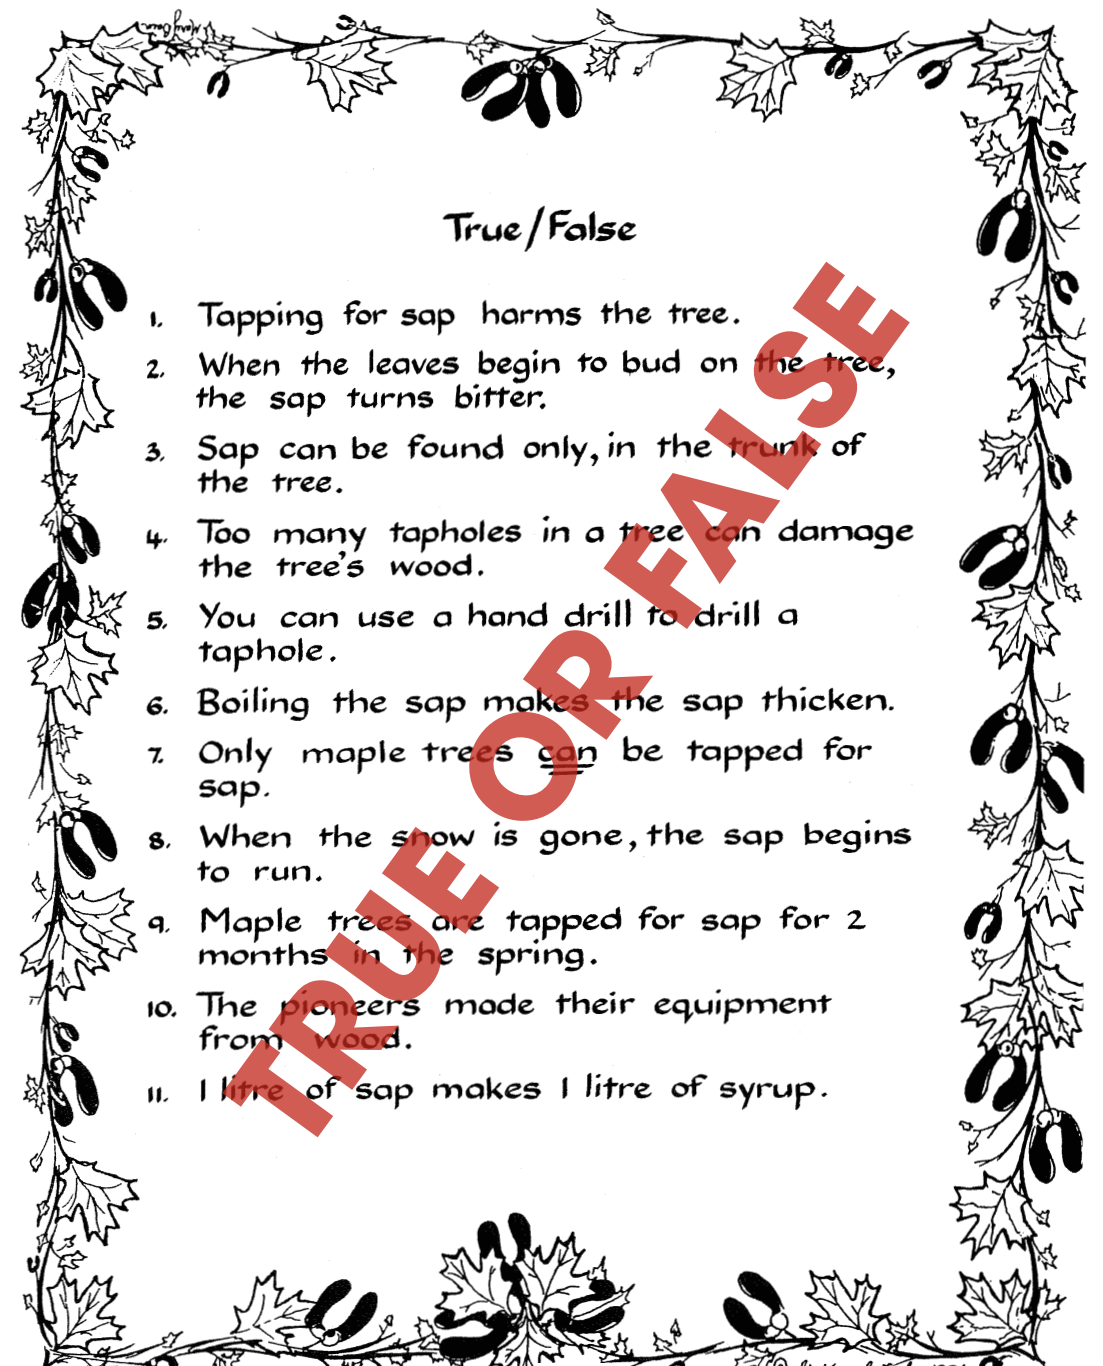 Mary Bain
True/False
1. Tapping for sap harms the tree.
2. When the leaves begin to bud on the tree,
the sap turns bitter.
3. Sap can be found only, in the trunk of
the tree.
4. Too many tapholes in a tree can damage
the tree's wood.
5. You can use a hand drill to drill a
taphole.
6. Boiling the sap makes the sap thicken.
7. Only maple trees can be tapped for
sap.
8. When the snow is gone, the sap begins
to run.
9. Maple trees are tapped for sap for 2
months in the spring.
10. The pioneers made their equipment
from wood.
11. 1 litre of sap makes 1 litre of syrup.
TRUE OR FALSE